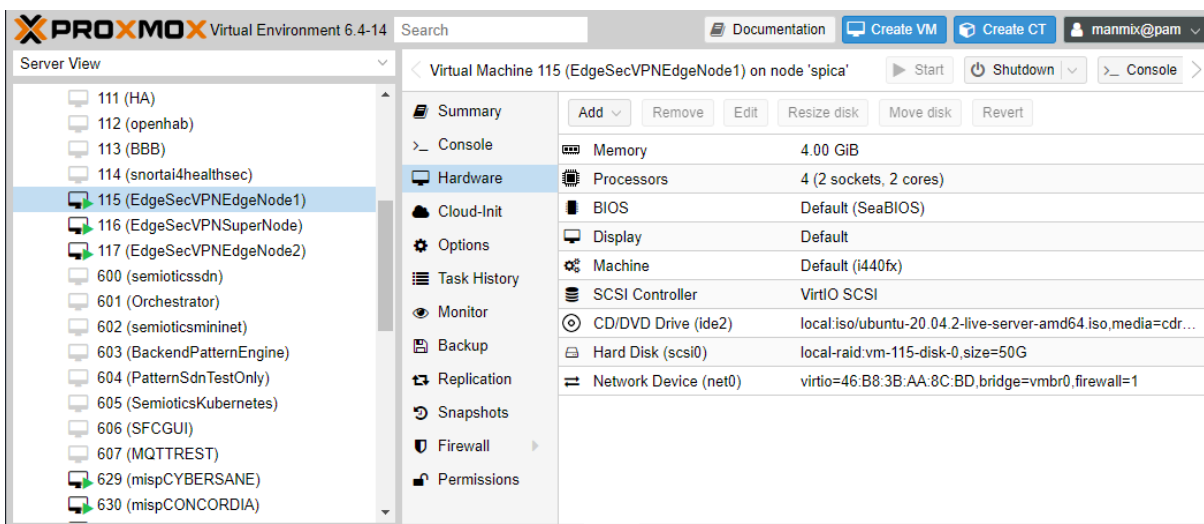 PROXMOX Virtual Environment 6.4-14 Search Documentation Create VM Create CT manmix@pam
Server View
Virtual Machine 115 (EdgeSecVPNEdgeNode1) on node 'spica' Start Shutdown Console
111 (HA)
112 (openhab)
113 (BBB)
114 (snortai4healthsec)
115 (EdgeSecVPNEdgeNode1)
116 (EdgeSecVPNSuperNode)
117 (EdgeSecVPNEdgeNode2)
600 (semioticssdn)
601 (Orchestrator)
602 (semioticsmininet)
603 (BackendPatternEngine)
604 (PatternSdnTestOnly)
605 (SemioticsKubernetes)
606 (SFCGUI)
607 (MQTTREST)
629 (mispCYBERSANE)
630 (mispCONCORDIA)
Summary
Console
Hardware
Cloud-Init
Options
Task History
Monitor
Backup
Replication
Snapshots
Firewall
Permissions
Add Remove Edit Resize disk Move disk Revert
Memory 4.00 GiB
Processors 4 (2 sockets, 2 cores)
BIOS Default (SeaBIOS)
Display Default
Machine Default (i440fx)
SCSI Controller VirtIO SCSI
CD/DVD Drive (ide2) local:iso/ubuntu-20.04.2-live-server-amd64.iso,media=cdr...
Hard Disk (scsi0) local-raid:vm-115-disk-0,size=50G
Network Device (net0) virtio=46:B8:3B:AA:8C:BD,bridge=vmbr0,firewall=1